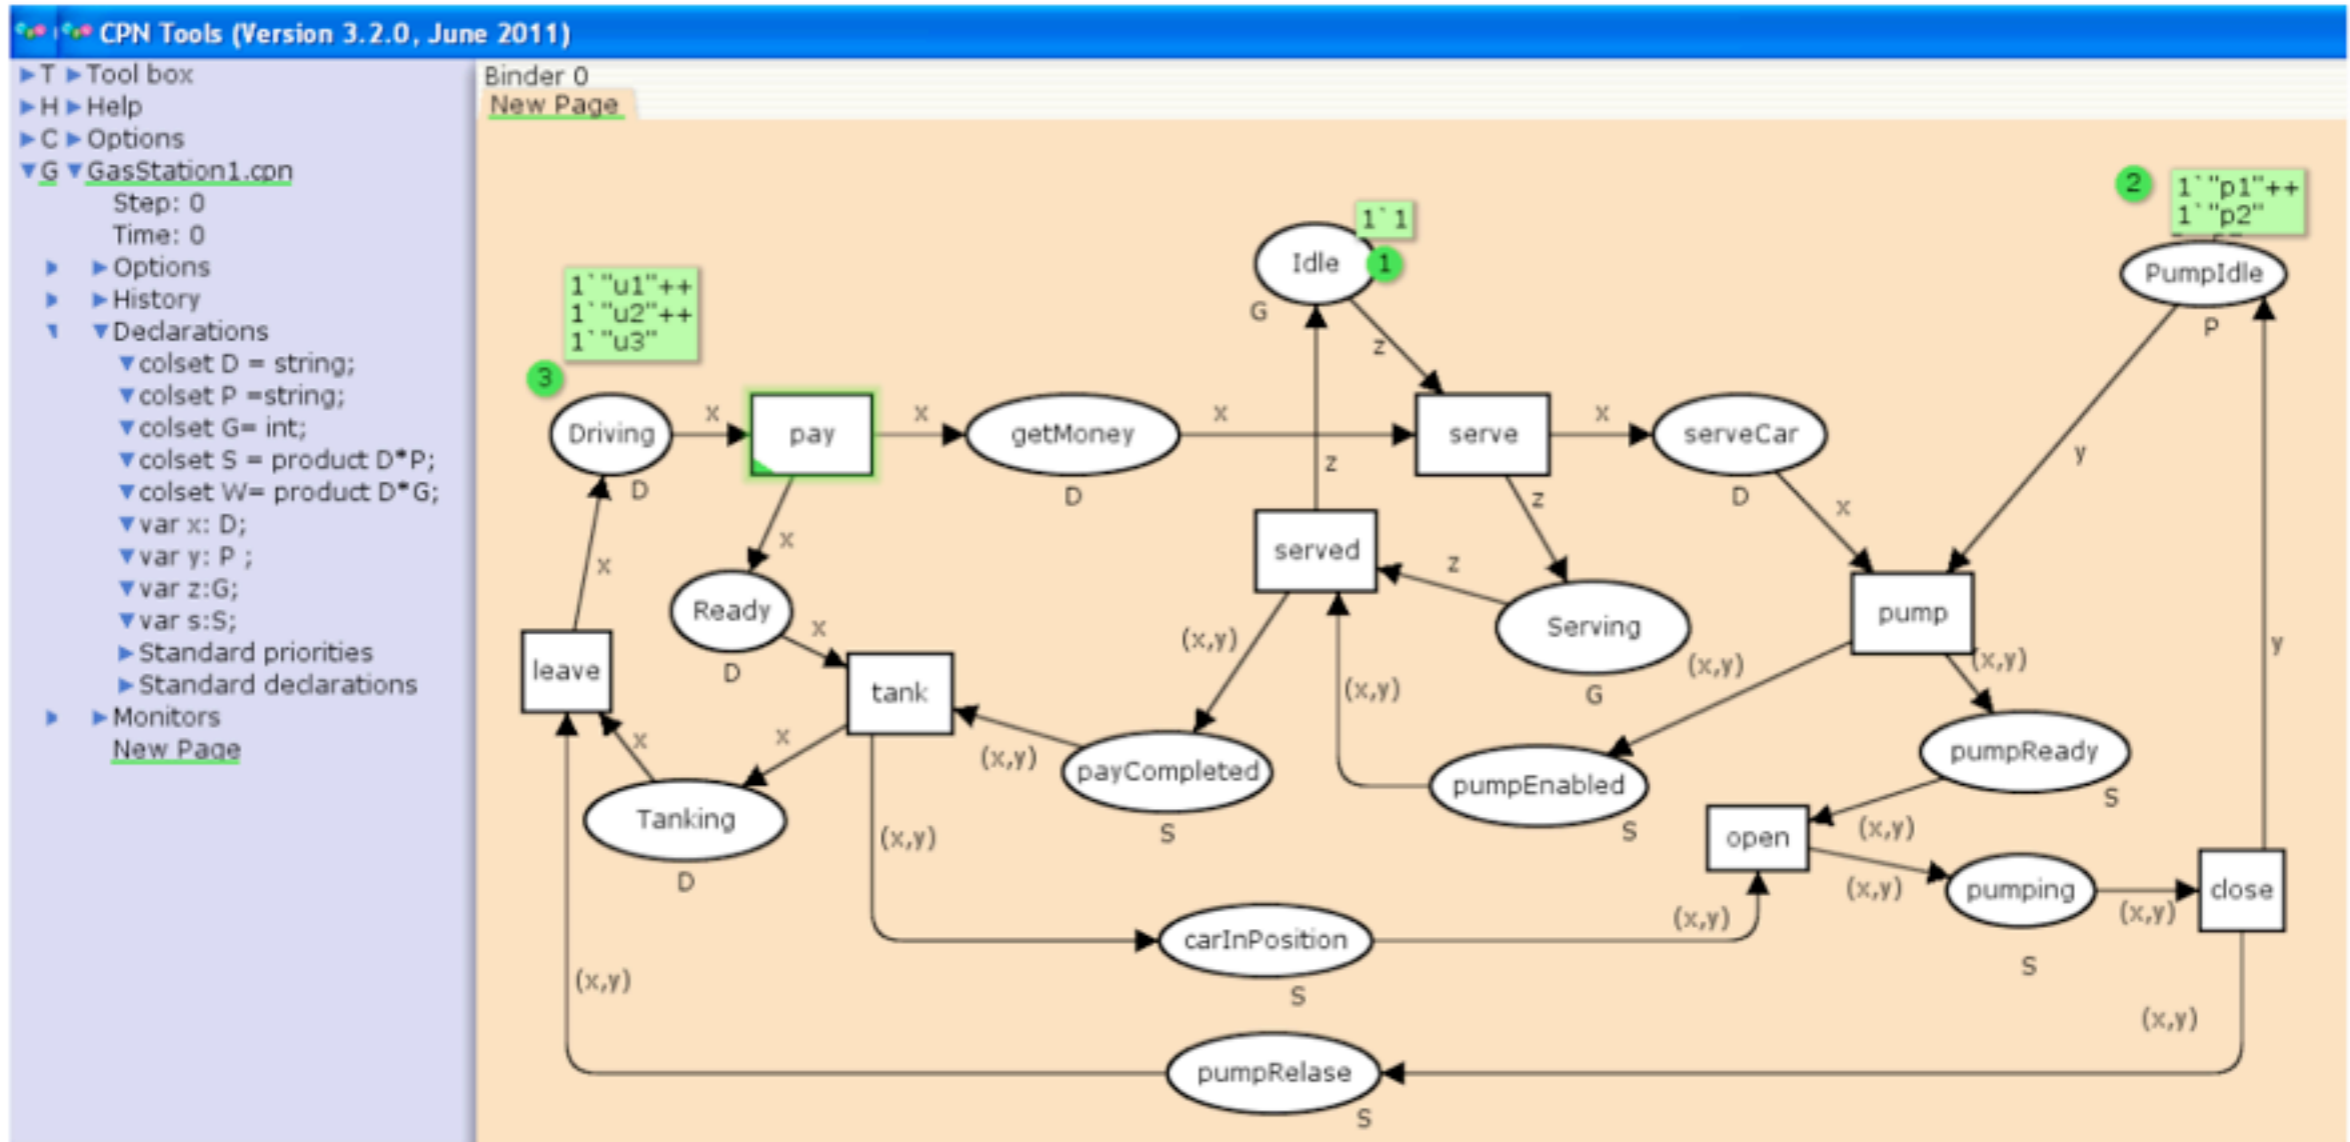 CPN Tools (Version 3.2.0, June 2011)
T Tool box
H Help
C Options
G GasStation1.cpn
Step: 0
Time: 0
Options
History
Declarations
colset D = string;
colset P =string;
colset G= int;
colset S = product D*P;
colset W= product D*G;
var x: D;
var y: P ;
var z:G;
var s:S;
Standard priorities
Standard declarations
Monitors
New Page
Binder 0
New Page
2
1`"p1"++
1`"p2"
1`1
Idle
1
G
PumpIdle
P
1`"u1"++
1`"u2"++
1`"u3"
3
z
Driving
x
pay
x
getMoney
x
serve
x
serveCar
y
D
D
z
z
D
x
x
x
served
z
Ready
x
(x,y)
Serving
(x,y)
pump
(x,y)
y
leave
D
tank
(x,y)
G
x
x
(x,y)
payCompleted
pumpEnabled
pumpReady
S
Tanking
S
S
(x,y)
open
(x,y)
D
(x,y)
pumping
(x,y)
close
(x,y)
carInPosition
S
S
(x,y)
(x,y)
pumpRelase
S